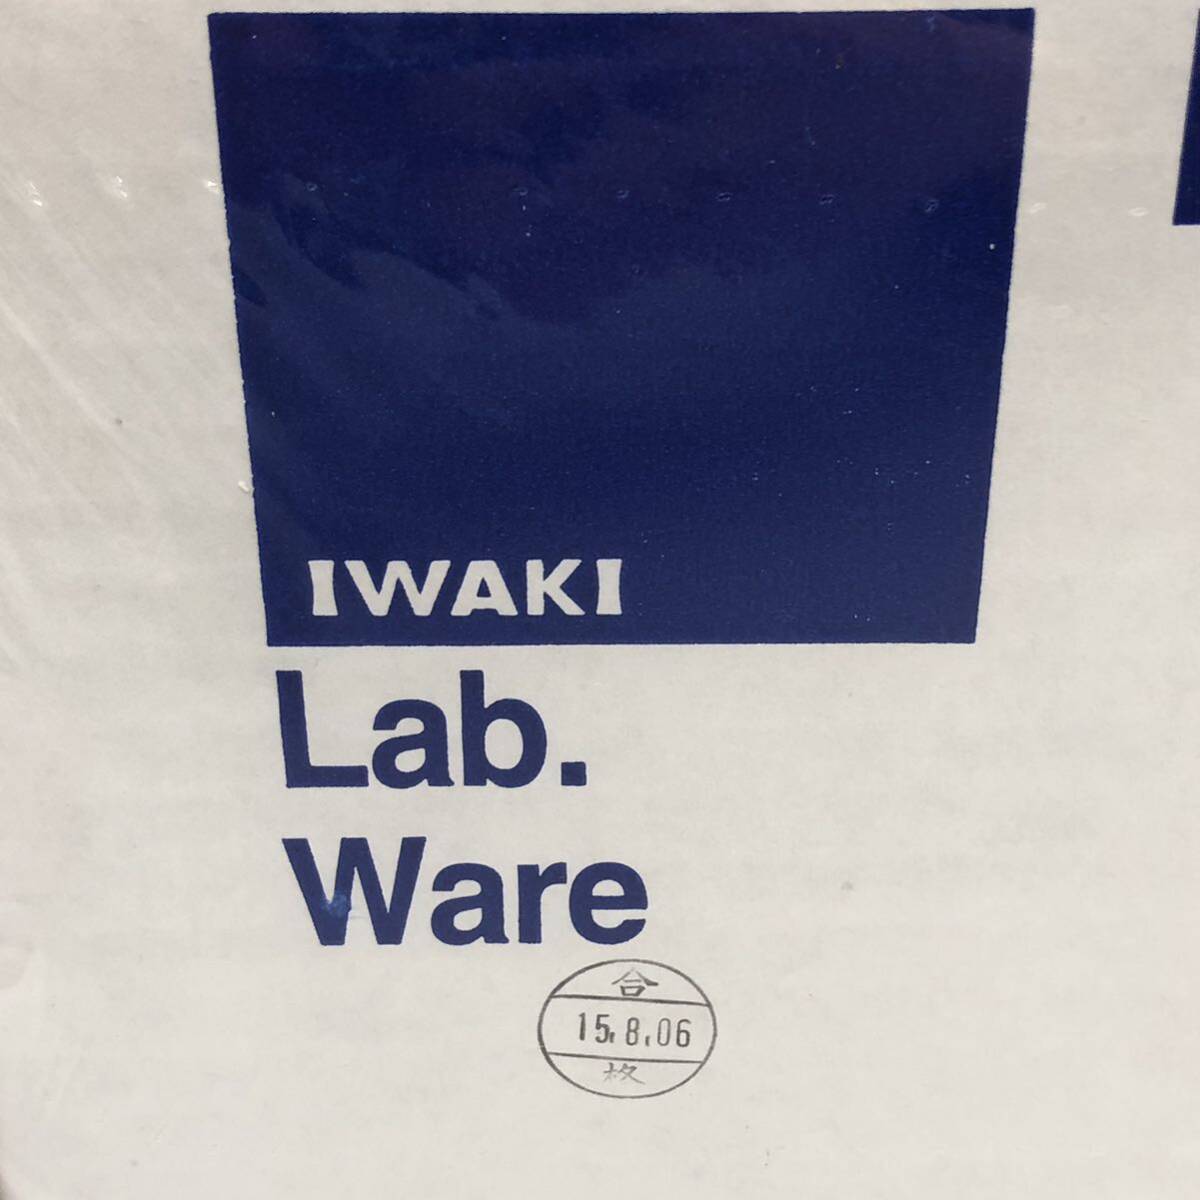 IWAKI
Lab.
Ware
合
15.8.06
格